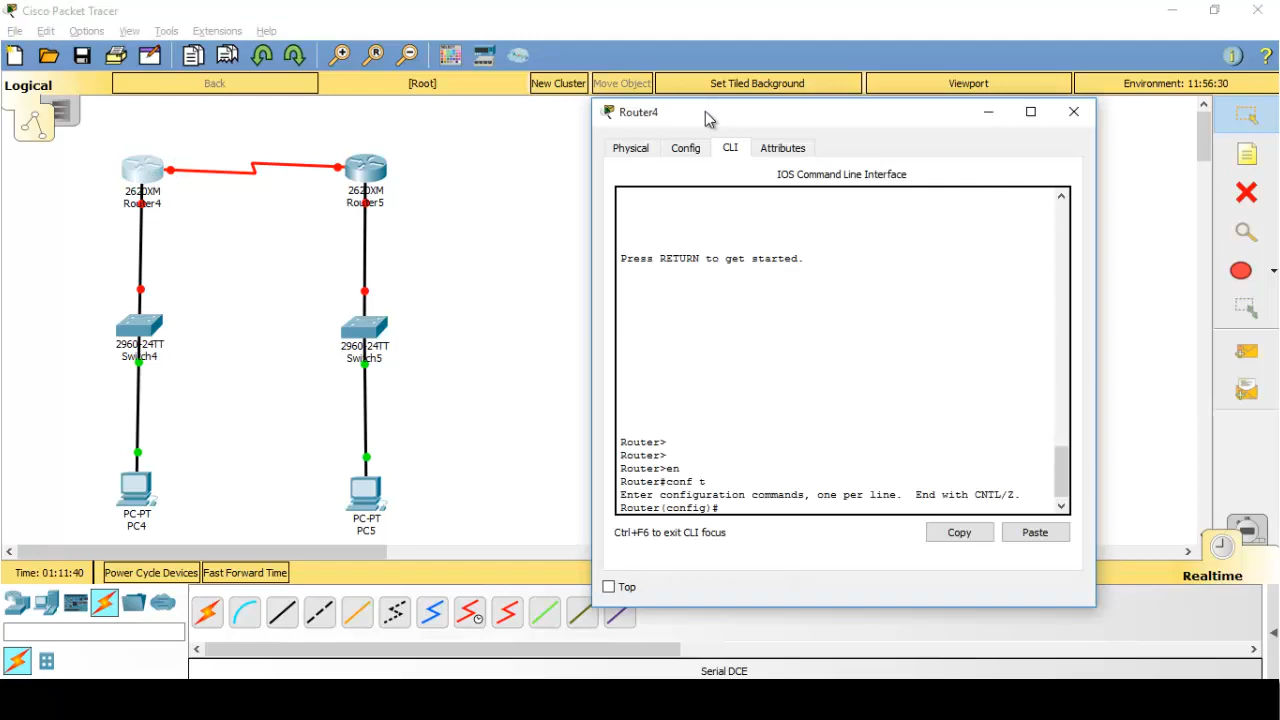 Cisco Packet Tracer
File Edit Options View Tools Extensions Help
Logical
Back
[Root]
New Cluster
Move Object
Set Tiled Background
Viewport
Environment: 11:56:30
2620XM
Router4
2620XM
Router5
2960-24TT
Switch4
2960-24TT
Switch5
PC-PT
PC4
PC-PT
PC5
Router4
Physical Config CLI Attributes
IOS Command Line Interface
Press RETURN to get started.
Router>
Router>
Router>en
Router#conf t
Enter configuration commands, one per line. End with CNTL/Z.
Router(config)#
Ctrl+F6 to exit CLI focus
Copy
Paste
Top
Time: 01:11:40
Power Cycle Devices
Fast Forward Time
Realtime
Serial DCE